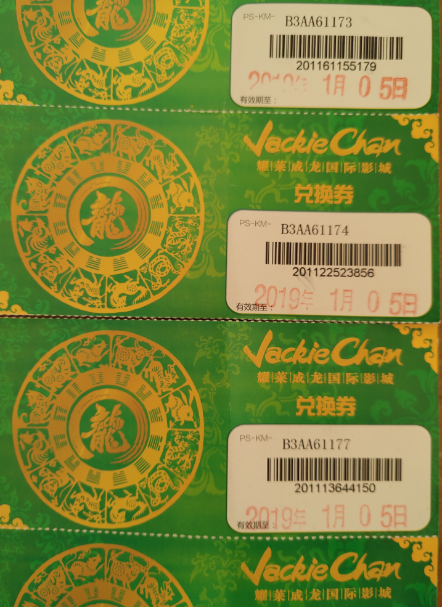 PS-KM-
B3AA61173
201161155179
2019年 1月 05日
有效期至：
龍
Jackie Chan
耀莱成龙国际影城
兑换券
PS-KM-
B3AA61174
201122523856
2019年 1月 05日
有效期至：
龍
Jackie Chan
耀莱成龙国际影城
兑换券
PS-KM-
B3AA61177
201113644150
2019年 1月 05日
有效期至
龍
Jackie Chan
耀莱成龙国际影城